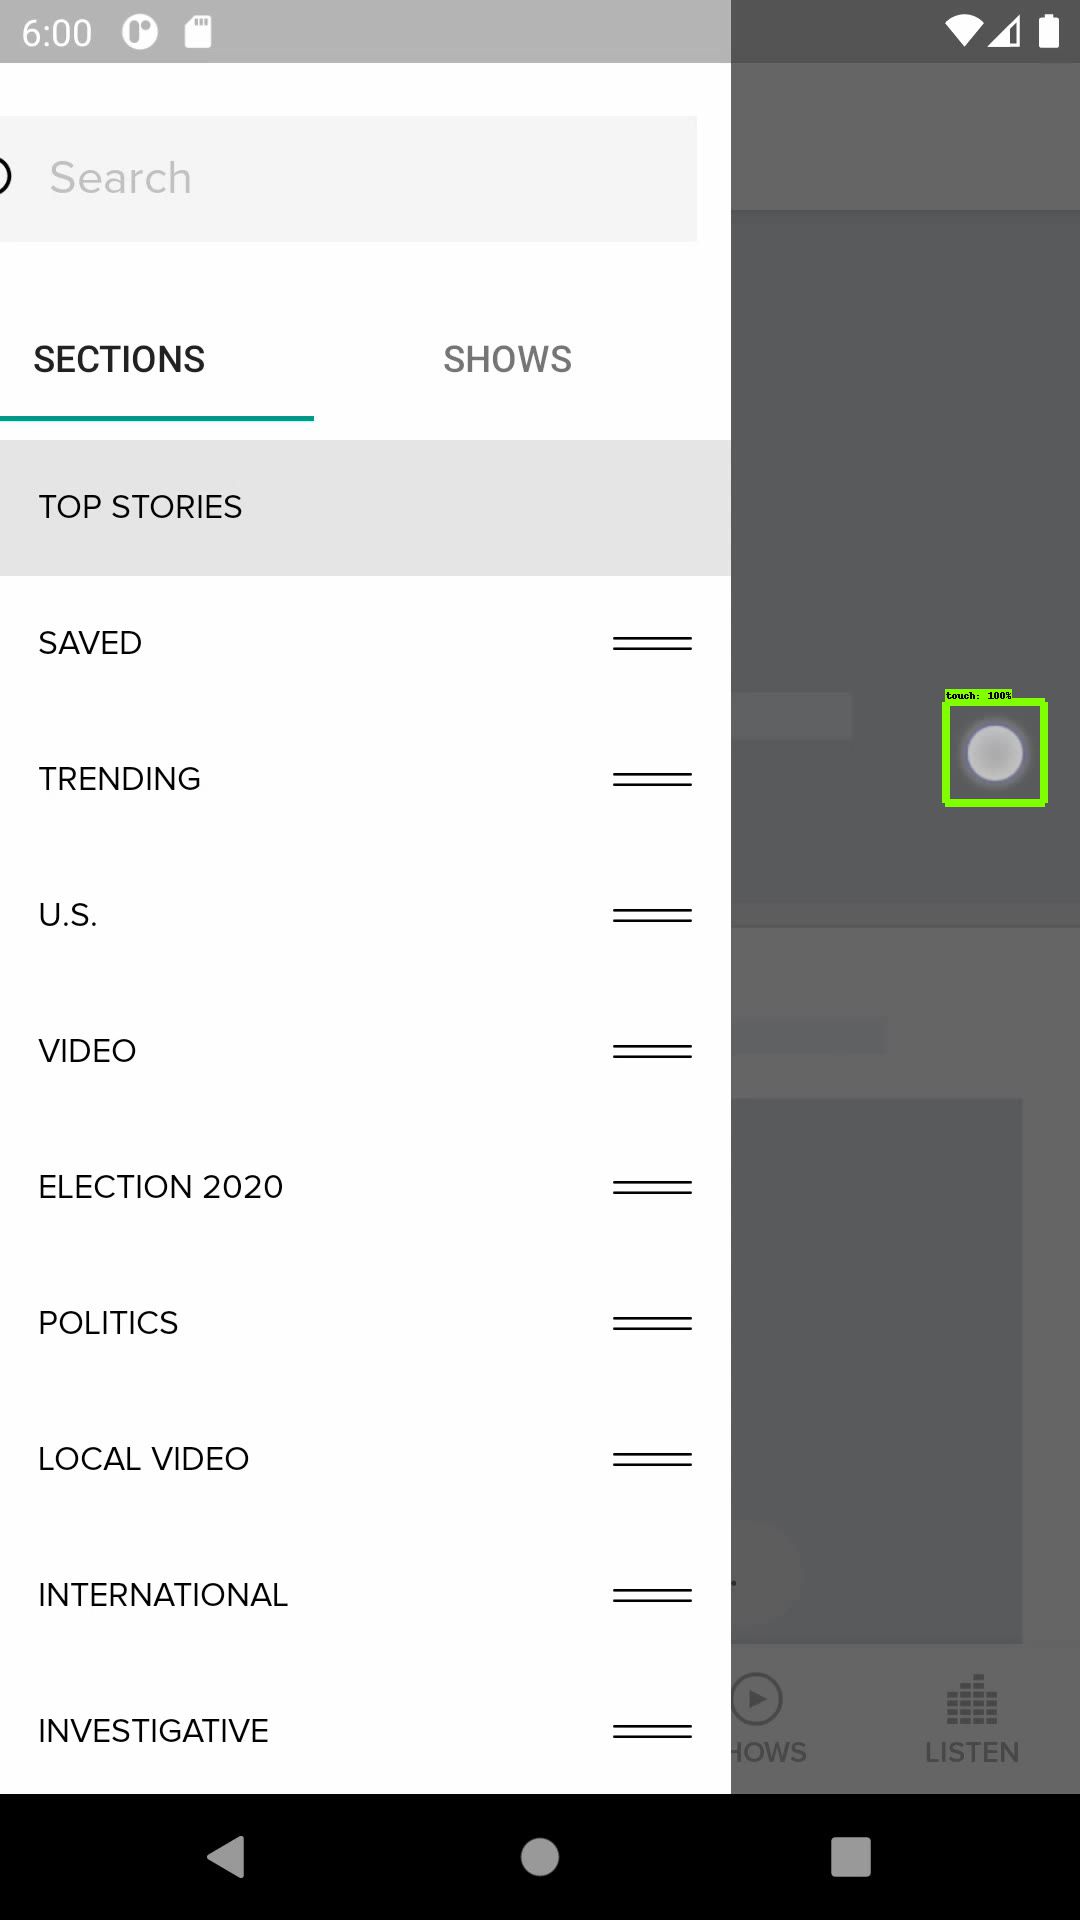 6:00
Search
SECTIONS SHOWS
TOP STORIES
touch: 100%
SAVED
TRENDING
U.S.
VIDEO
ELECTION 2020
POLITICS
LOCAL VIDEO
INTERNATIONAL
INVESTIGATIVE
HOWS LISTEN